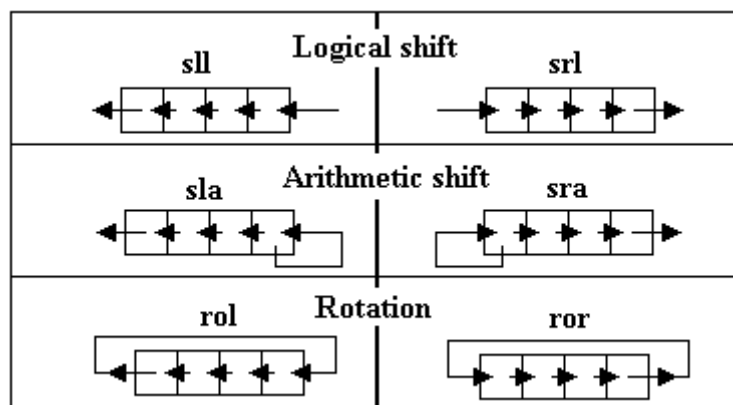 Logical shift
sll srl
Arithmetic shift
sla sra
Rotation
rol ror